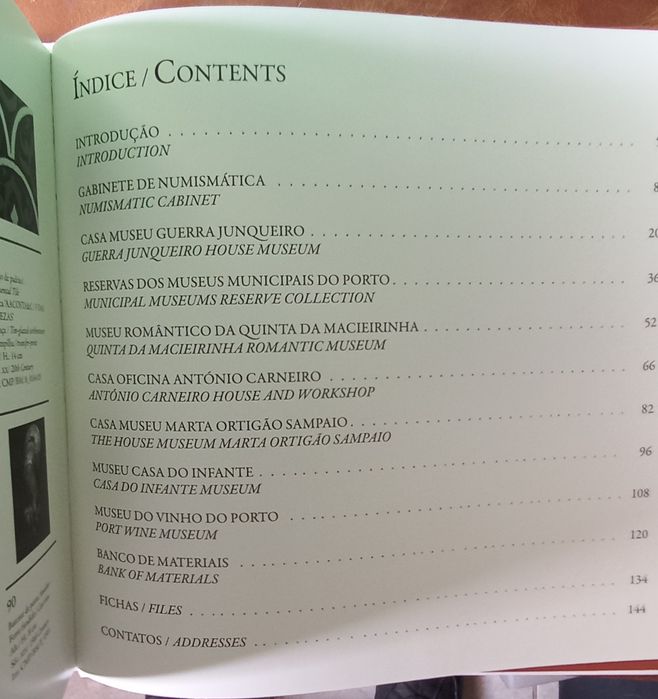 ÍNDICE / CONTENTS
INTRODUÇÃO
INTRODUCTION
GABINETE DE NUMISMÁTICA 8
NUMISMATIC CABINET
CASA MUSEU GUERRA JUNQUEIRO 20
GUERRA JUNQUEIRO HOUSE MUSEUM
RESERVAS DOS MUSEUS MUNICIPAIS DO PORTO 36
MUNICIPAL MUSEUMS RESERVE COLLECTION
MUSEU ROMÂNTICO DA QUINTA DA MACIEIRINHA 52
QUINTA DA MACIEIRINHA ROMANTIC MUSEUM
CASA OFICINA ANTÓNIO CARNEIRO 66
ANTÓNIO CARNEIRO HOUSE AND WORKSHOP
CASA MUSEU MARTA ORTIGÃO SAMPAIO 82
THE HOUSE MUSEUM MARTA ORTIGÃO SAMPAIO
MUSEU CASA DO INFANTE 96
CASA DO INFANTE MUSEUM
MUSEU DO VINHO DO PORTO 108
PORT WINE MUSEUM
BANCO DE MATERIAIS 120
BANK OF MATERIALS
FICHAS / FILES 134
CONTATOS / ADDRESSES 144
90